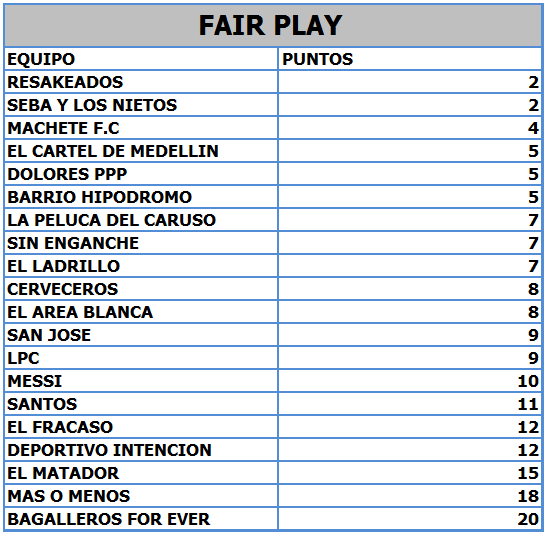 FAIR PLAY
EQUIPO PUNTOS
RESAKEADOS 2
SEBA Y LOS NIETOS 2
MACHETE F.C 4
EL CARTEL DE MEDELLIN 5
DOLORES PPP 5
BARRIO HIPODROMO 5
LA PELUCA DEL CARUSO 7
SIN ENGANCHE 7
EL LADRILLO 7
CERVECEROS 8
EL AREA BLANCA 8
SAN JOSE 9
LPC 9
MESSI 10
SANTOS 11
EL FRACASO 12
DEPORTIVO INTENCION 12
EL MATADOR 15
MAS O MENOS 18
BAGALLEROS FOR EVER 20